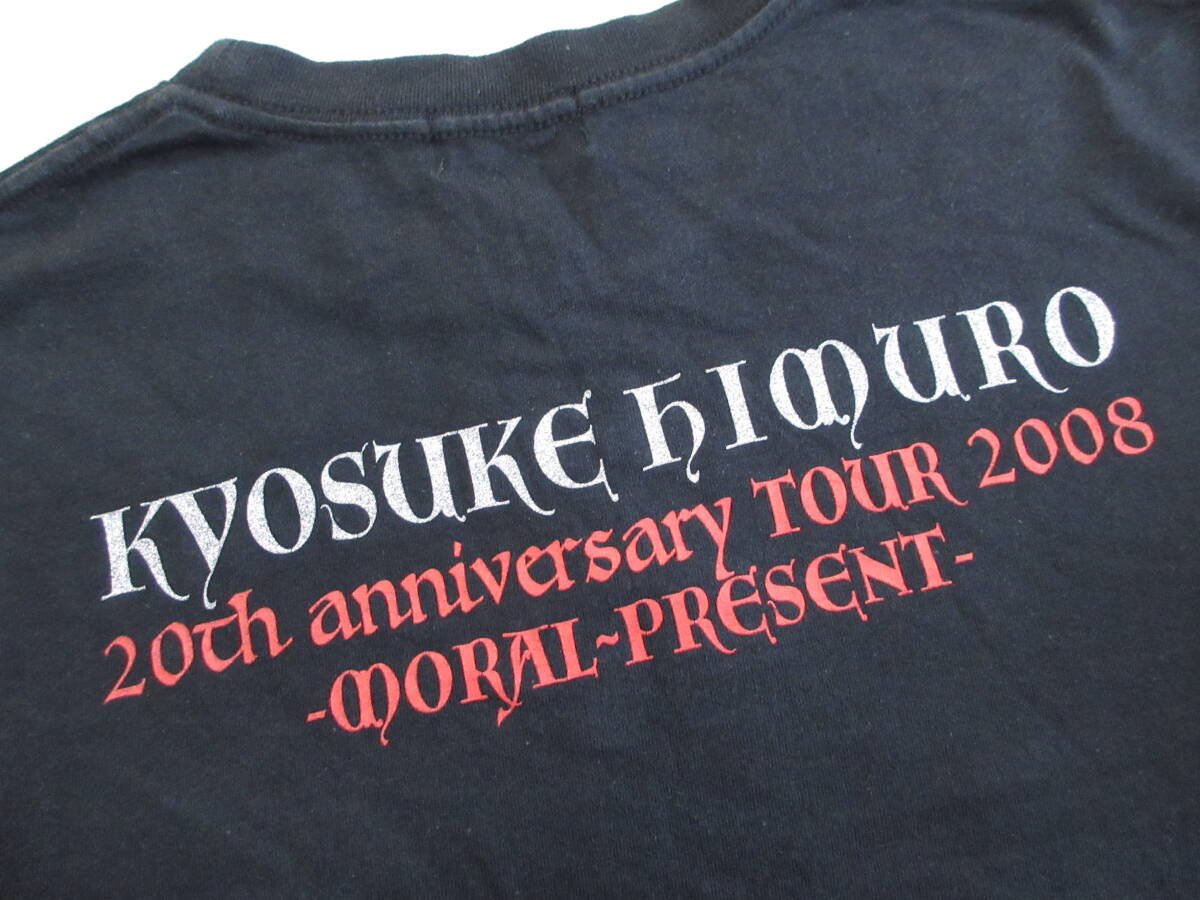 KYOSUKE HIMURO
20th anniversary TOUR 2008
-MORAL~PRESENT-